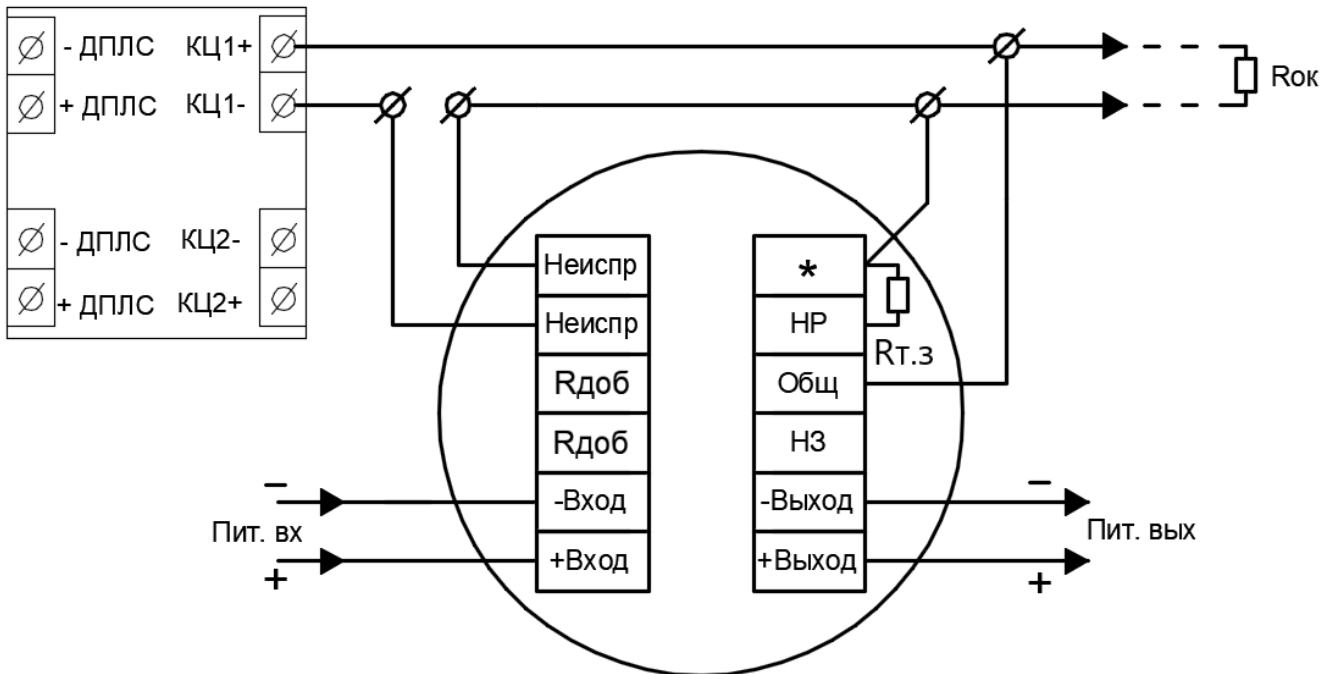 - ДПЛС КЦ1+
+ ДПЛС КЦ1-
Rок
- ДПЛС КЦ2-
+ ДПЛС КЦ2+
Неиспр
*
Неиспр
НР
Rт.з
Rдоб
Общ
Rдоб
НЗ
–
-Вход
-Выход
–
Пит. вх
Пит. вых
+
+Вход
+Выход
+